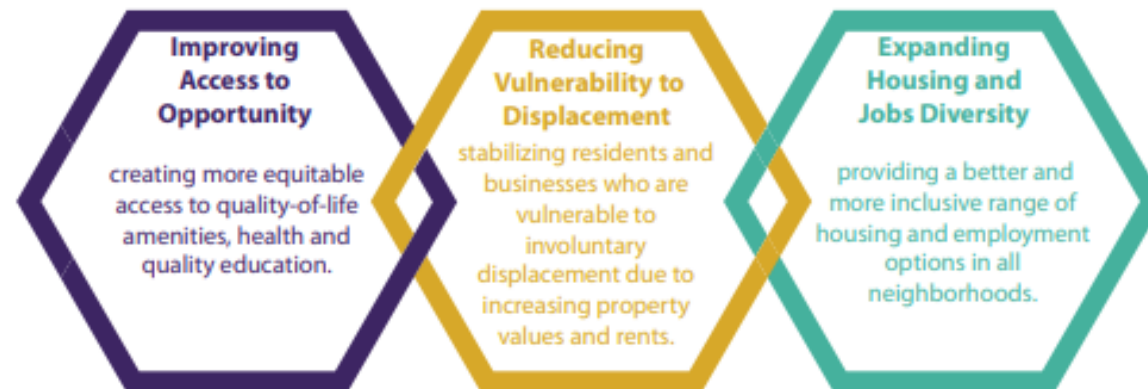 Improving
Access to
Opportunity
creating more equitable
access to quality-of-life
amenities, health and
quality education.
Reducing
Vulnerability to
Displacement
stabilizing residents and
businesses who are
vulnerable to
involuntary
displacement due to
increasing property
values and rents.
Expanding
Housing and
Jobs Diversity
providing a better and
more inclusive range of
housing and employment
options in all
neighborhoods.